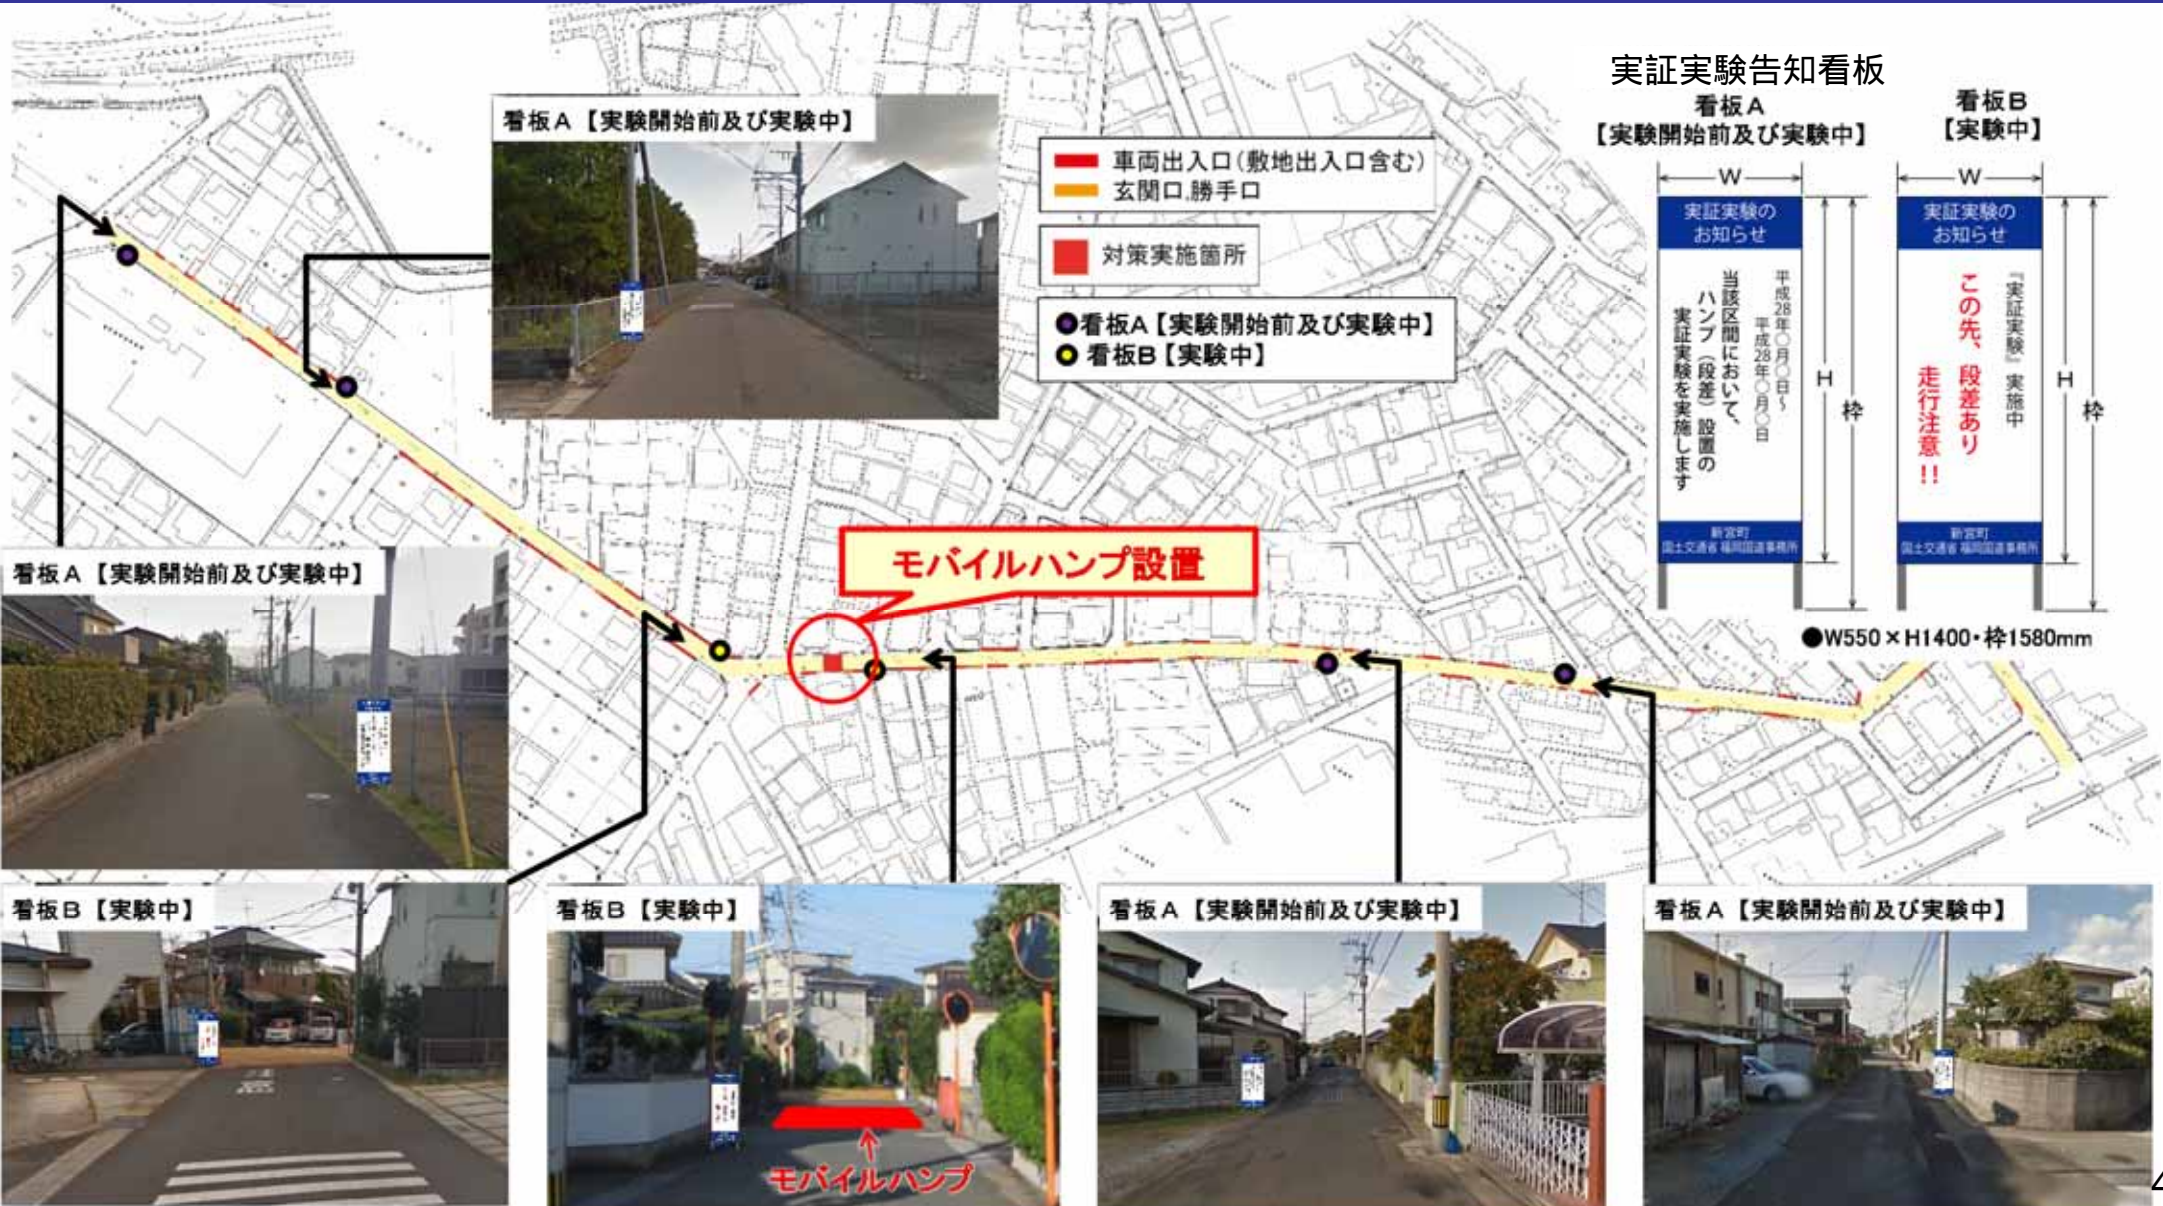 実証実験告知看板
看板A
【実験開始前及び実験中】
看板B
【実験中】
W
W
実証実験の
お知らせ
平成28年○月○日～
平成28年○月○日
当該区間において、
ハンプ（段差）設置の
実証実験を実施します
新宮町
国土交通省 福岡国道事務所
H
枠
実証実験の
お知らせ
『実証実験』実施中
この先、段差あり
走行注意!!
新宮町
国土交通省 福岡国道事務所
H
枠
●W550×H1400・枠1580mm
看板A【実験開始前及び実験中】
車両出入口(敷地出入口含む)
玄関口.勝手口
対策実施箇所
看板A【実験開始前及び実験中】
看板B【実験中】
モバイルハンプ設置
看板A【実験開始前及び実験中】
看板B【実験中】
看板B【実験中】
モバイルハンプ
看板A【実験開始前及び実験中】
看板A【実験開始前及び実験中】